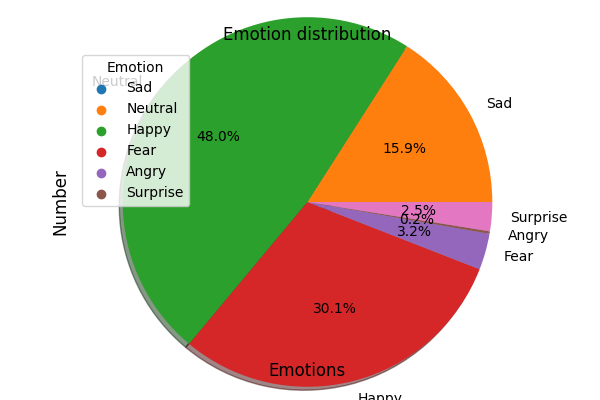 Emotion distribution
Emotion
Neutral
Sad
Neutral
Happy
Fear
Angry
Surprise
Sad
48.0%
15.9%
Number
2.5%
0.2%
3.2%
Surprise
Angry
Fear
30.1%
Emotions
Happy